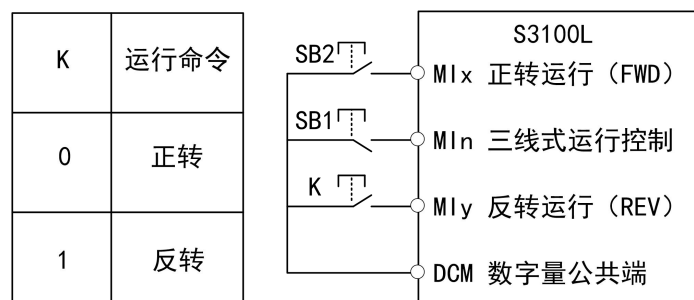 K 运行命令
0 正转
1 反转
S3100L
SB2 MIx 正转运行（FWD）
SB1 MIn 三线式运行控制
K MIy 反转运行（REV）
DCM 数字量公共端